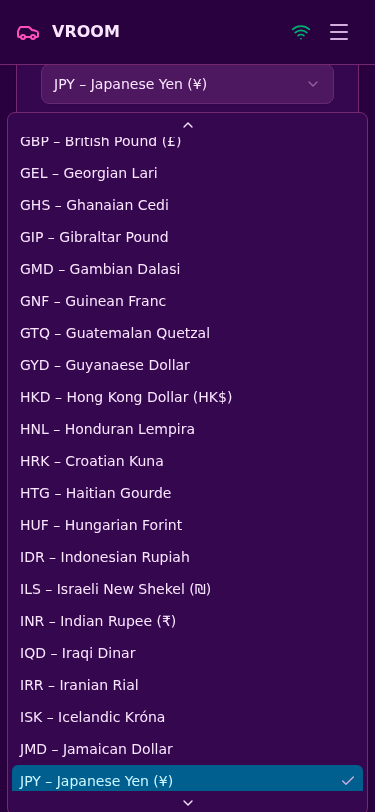 VROOM
JPY – Japanese Yen (¥)
GBP – British Pound (£)
GEL – Georgian Lari
GHS – Ghanaian Cedi
GIP – Gibraltar Pound
GMD – Gambian Dalasi
GNF – Guinean Franc
GTQ – Guatemalan Quetzal
GYD – Guyanaese Dollar
HKD – Hong Kong Dollar (HK$)
HNL – Honduran Lempira
HRK – Croatian Kuna
HTG – Haitian Gourde
HUF – Hungarian Forint
IDR – Indonesian Rupiah
ILS – Israeli New Shekel (₪)
INR – Indian Rupee (₹)
IQD – Iraqi Dinar
IRR – Iranian Rial
ISK – Icelandic Króna
JMD – Jamaican Dollar
JPY – Japanese Yen (¥)